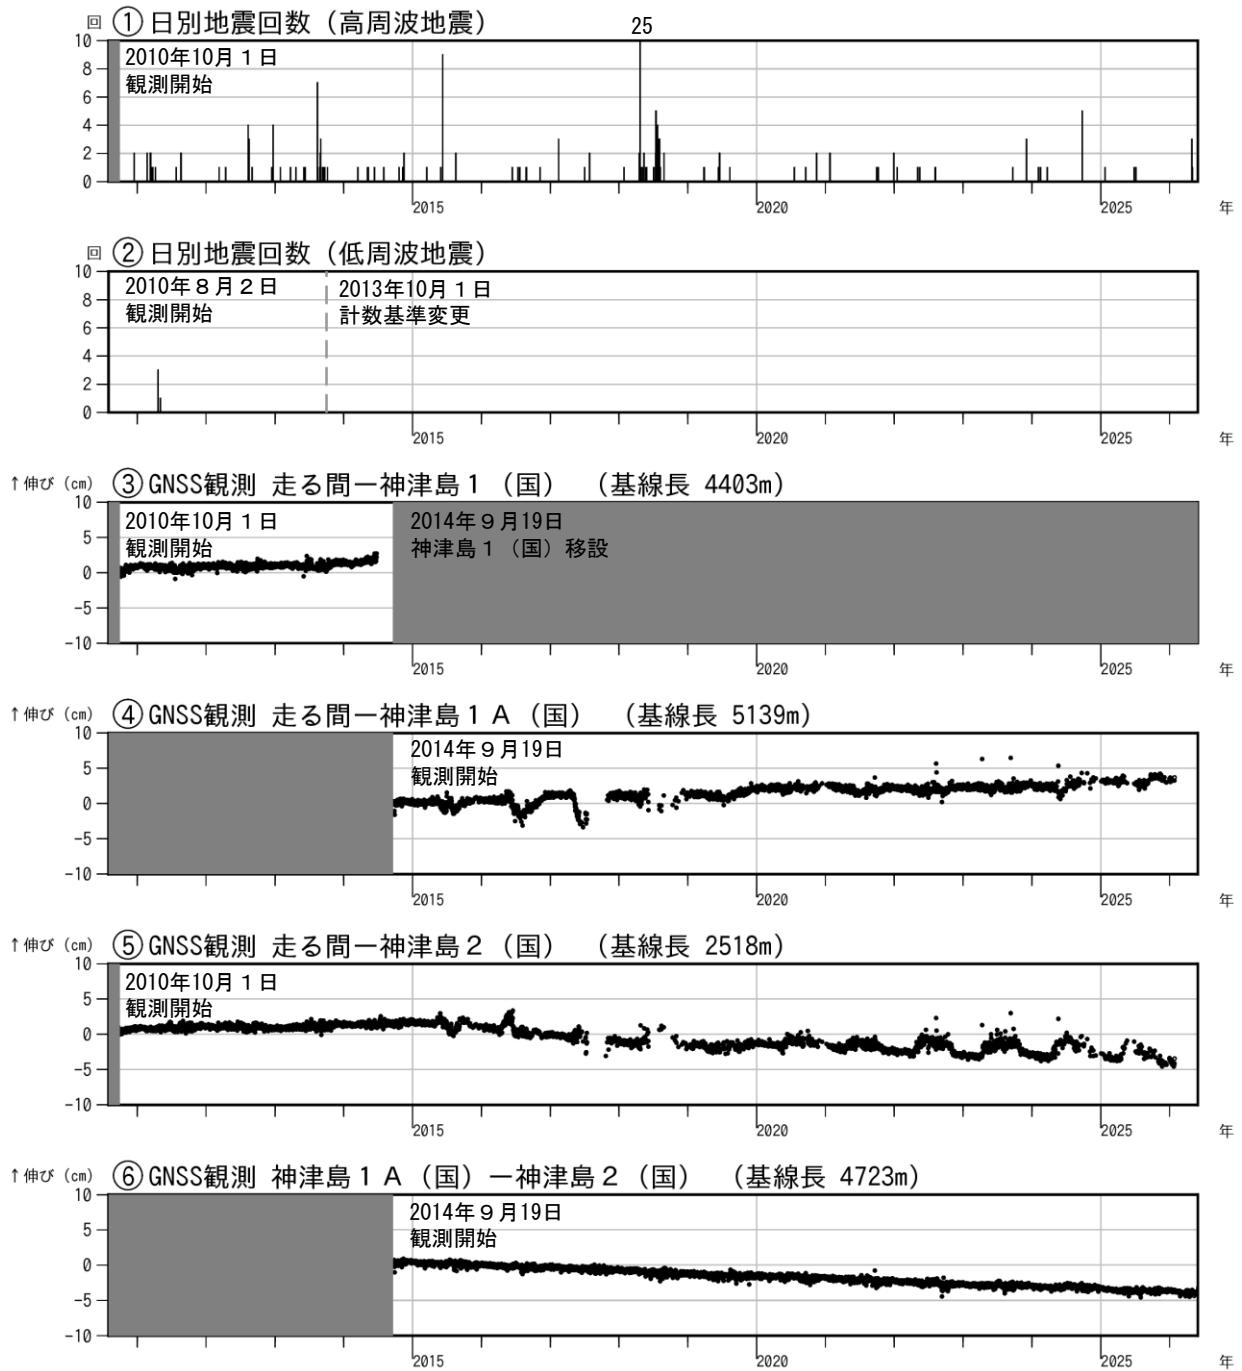 回 ① 日別地震回数（高周波地震） 25
10
2010年10月１日
観測開始
8
6
4
2
0
2015 2020 2025 年
回 ② 日別地震回数（低周波地震）
10
2010年８月２日 2013年10月１日
観測開始 計数基準変更
8
6
4
2
0
2015 2020 2025 年
↑伸び（cm） ③ GNSS観測 走る間－神津島１（国） （基線長 4403m）
10
2010年10月１日 2014年９月19日
観測開始 神津島１（国）移設
5
0
-5
-10
2015 2020 2025 年
↑伸び（cm） ④ GNSS観測 走る間－神津島１Ａ（国） （基線長 5139m）
10
2014年９月19日
観測開始
5
0
-5
-10
2015 2020 2025 年
↑伸び（cm） ⑤ GNSS観測 走る間－神津島２（国） （基線長 2518m）
10
2010年10月１日
観測開始
5
0
-5
-10
2015 2020 2025 年
↑伸び（cm） ⑥ GNSS観測 神津島１Ａ（国）－神津島２（国） （基線長 4723m）
10
2014年９月19日
観測開始
5
0
-5
-10
2015 2020 2025 年